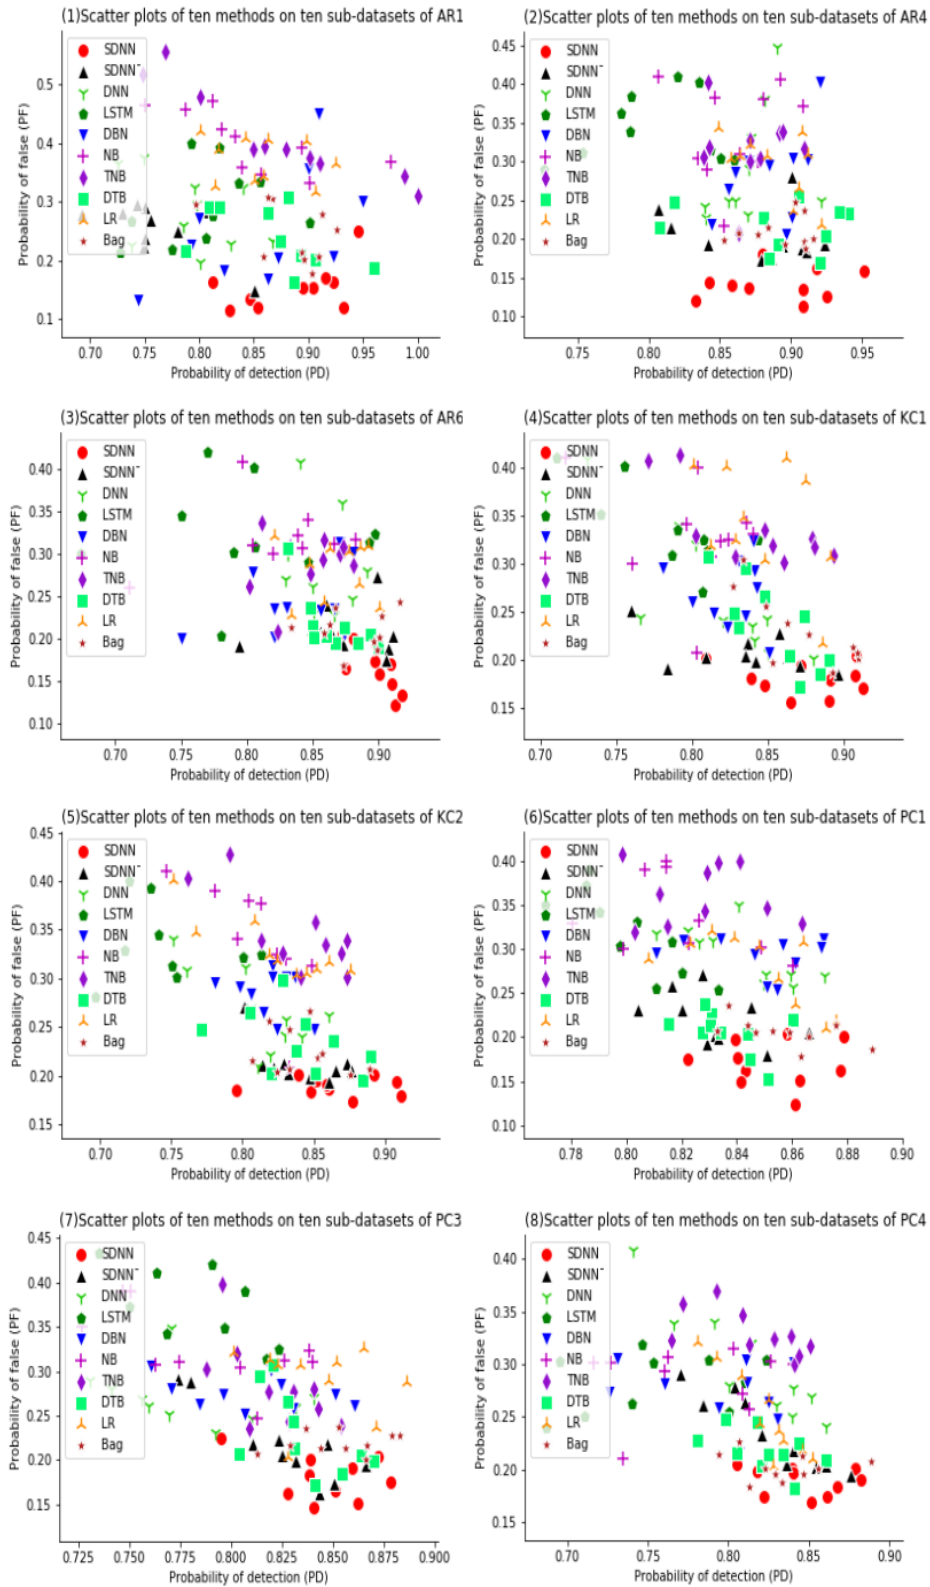 (1)Scatter plots of ten methods on ten sub-datasets of AR1
Probability of false (PF)
0.5
0.4
0.3
0.2
0.1
SDNN
SDNN⁻
DNN
LSTM
DBN
NB
TNB
DTB
LR
Bag
0.70 0.75 0.80 0.85 0.90 0.95 1.00
Probability of detection (PD)
(2)Scatter plots of ten methods on ten sub-datasets of AR4
Probability of false (PF)
0.45
0.40
0.35
0.30
0.25
0.20
0.15
0.10
SDNN
SDNN⁻
DNN
LSTM
DBN
NB
TNB
DTB
LR
Bag
0.75 0.80 0.85 0.90 0.95
Probability of detection (PD)
(3)Scatter plots of ten methods on ten sub-datasets of AR6
Probability of false (PF)
0.40
0.35
0.30
0.25
0.20
0.15
0.10
SDNN
SDNN⁻
DNN
LSTM
DBN
NB
TNB
DTB
LR
Bag
0.70 0.75 0.80 0.85 0.90
Probability of detection (PD)
(4)Scatter plots of ten methods on ten sub-datasets of KC1
Probability of false (PF)
0.40
0.35
0.30
0.25
0.20
0.15
SDNN
SDNN⁻
DNN
LSTM
DBN
NB
TNB
DTB
LR
Bag
0.70 0.75 0.80 0.85 0.90
Probability of detection (PD)
(5)Scatter plots of ten methods on ten sub-datasets of KC2
Probability of false (PF)
0.45
0.40
0.35
0.30
0.25
0.20
0.15
SDNN
SDNN⁻
DNN
LSTM
DBN
NB
TNB
DTB
LR
Bag
0.70 0.75 0.80 0.85 0.90
Probability of detection (PD)
(6)Scatter plots of ten methods on ten sub-datasets of PC1
Probability of false (PF)
0.40
0.35
0.30
0.25
0.20
0.15
0.10
SDNN
SDNN⁻
DNN
LSTM
DBN
NB
TNB
DTB
LR
Bag
0.78 0.80 0.82 0.84 0.86 0.88 0.90
Probability of detection (PD)
(7)Scatter plots of ten methods on ten sub-datasets of PC3
Probability of false (PF)
0.45
0.40
0.35
0.30
0.25
0.20
0.15
SDNN
SDNN⁻
DNN
LSTM
DBN
NB
TNB
DTB
LR
Bag
0.725 0.750 0.775 0.800 0.825 0.850 0.875 0.900
Probability of detection (PD)
(8)Scatter plots of ten methods on ten sub-datasets of PC4
Probability of false (PF)
0.40
0.35
0.30
0.25
0.20
0.15
SDNN
SDNN⁻
DNN
LSTM
DBN
NB
TNB
DTB
LR
Bag
0.70 0.75 0.80 0.85 0.90
Probability of detection (PD)